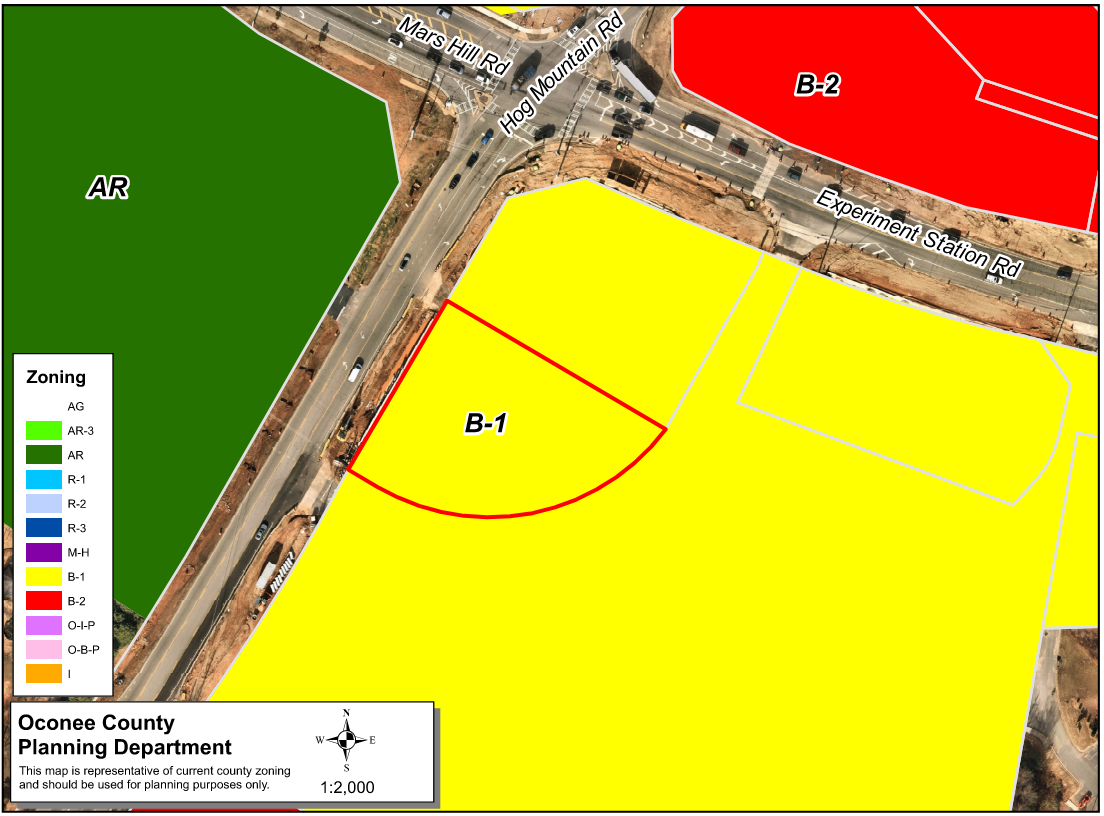 Mars Hill Rd
Hog Mountain Rd
B-2
AR
Experiment Station Rd
B-1
Zoning
AG
AR-3
AR
R-1
R-2
R-3
M-H
B-1
B-2
O-I-P
O-B-P
I
Oconee County
Planning Department
This map is representative of current county zoning
and should be used for planning purposes only.
N
W E
S
1:2,000